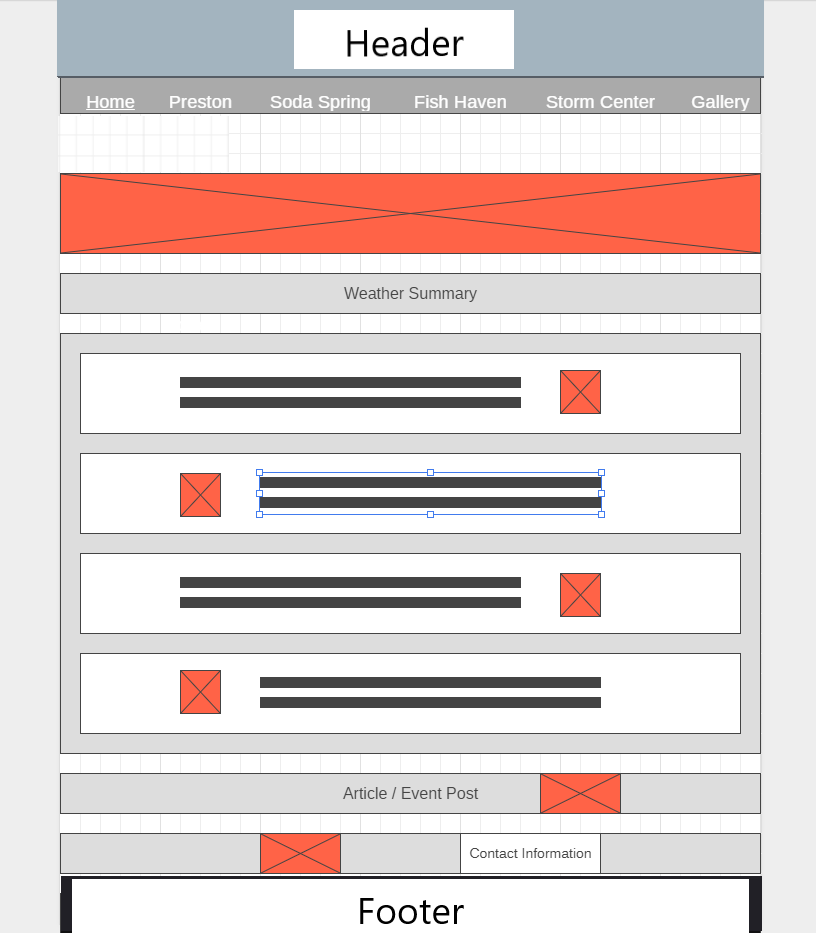 Header
Home Preston Soda Spring Fish Haven Storm Center Gallery
Weather Summary
Article / Event Post
Contact Information
Footer